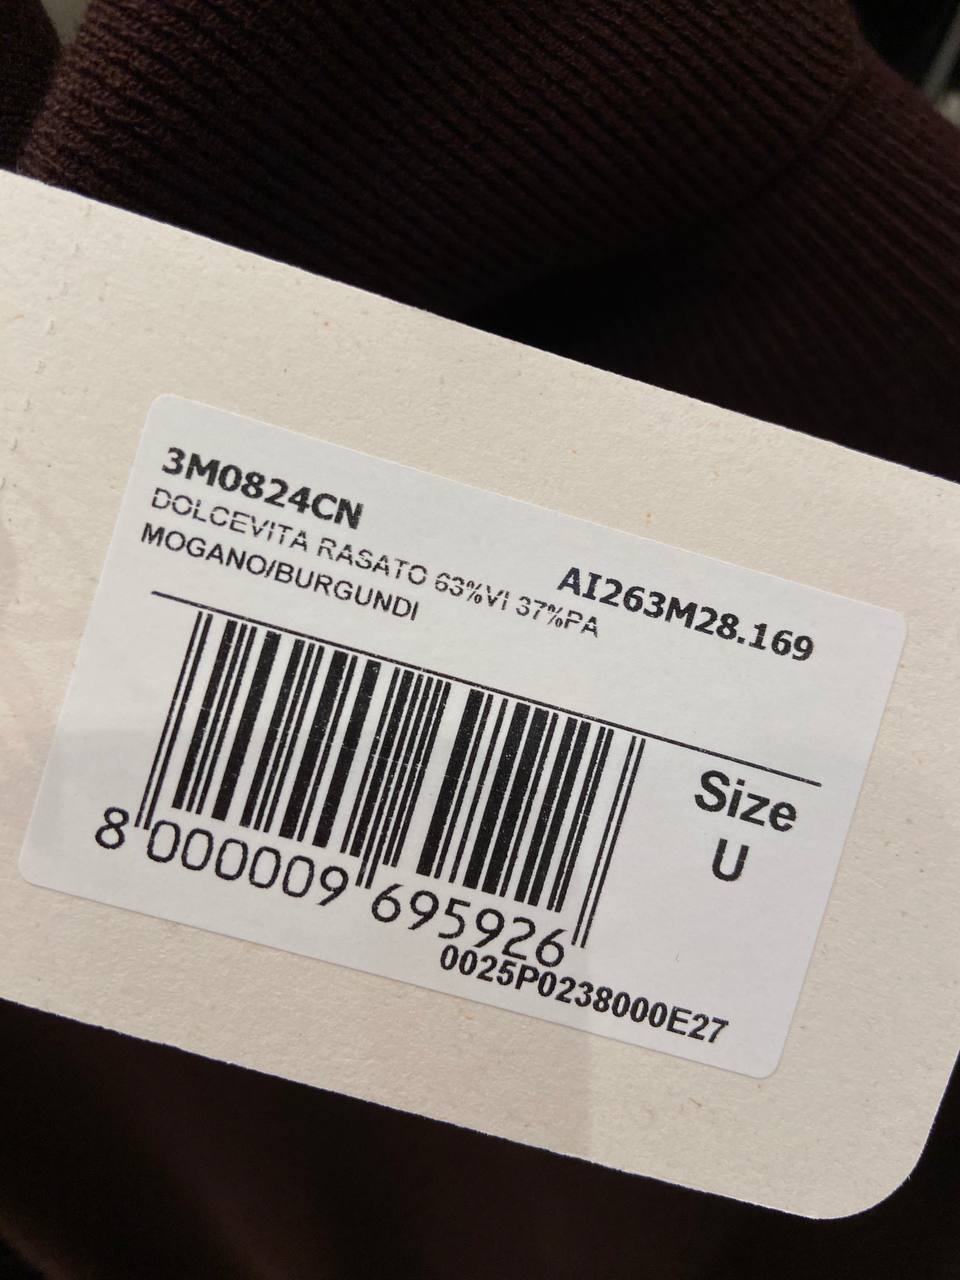 3M0824CN
DOLCEVITA RASATO 63%VI 37%PA
MOGANO/BURGUNDI
AI263M28.169
Size
U
8 000009 695926
0025P0238000E27